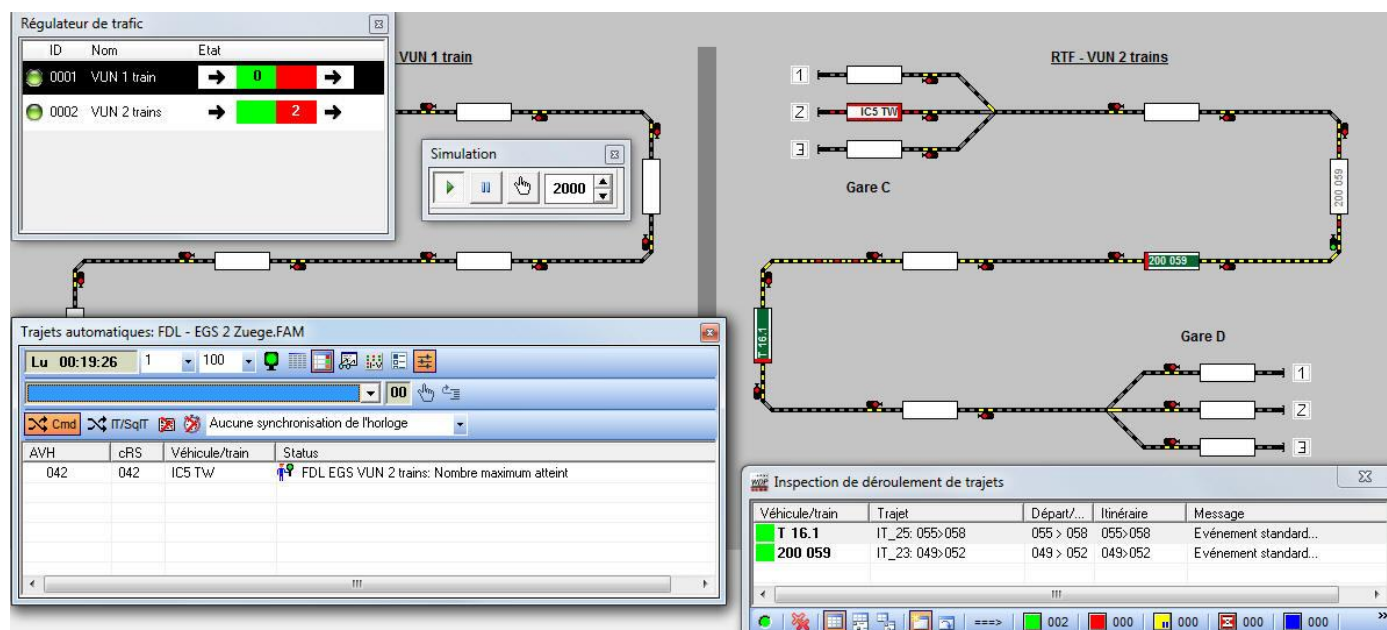 Régulateur de trafic
ID Nom Etat
0001 VUN 1 train 0
0002 VUN 2 trains 2
VUN 1 train
Simulation
2000
RTF - VUN 2 trains
1
2 IC5 TW
3
Gare C
200 059
200 059
T 16.1
Gare D
1
2
3
Trajets automatiques: FDL - EGS 2 Zuege.FAM
Lu 00:19:26 1 100
00
Cmd IT/SqIT Aucune synchronisation de l'horloge
AVH cRS Véhicule/train Status
042 042 IC5 TW FDL EGS VUN 2 trains: Nombre maximum atteint
Inspection de déroulement de trajets
Véhicule/train Trajet Départ/... Itinéraire Message
T 16.1 IT_25: 055>058 055 > 058 055>058 Evénement standard...
200 059 IT_23: 049>052 049 > 052 049>052 Evénement standard...
===> 002 000 000 000 000 »